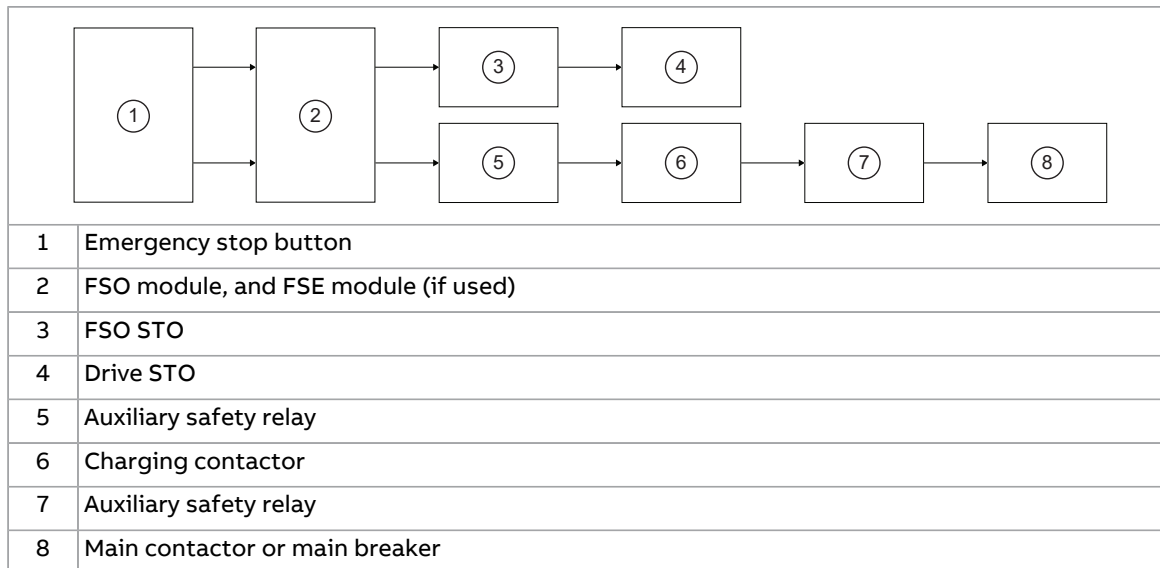 1
2
3
4
5
6
7
8
1 Emergency stop button
2 FSO module, and FSE module (if used)
3 FSO STO
4 Drive STO
5 Auxiliary safety relay
6 Charging contactor
7 Auxiliary safety relay
8 Main contactor or main breaker